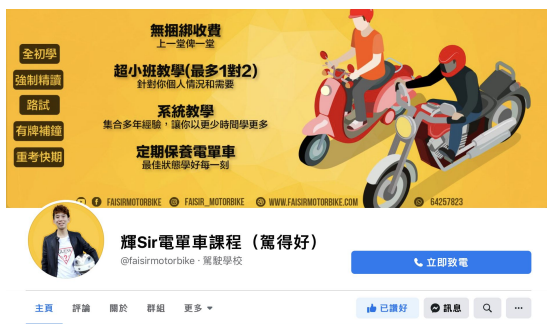 全初學
強制精讀
路試
有牌補鐘
重考快期
無捆綁收費
上一堂俾一堂
超小班教學(最多1對2)
針對你個人情況和需要
系統教學
集合多年經驗，讓你以更少時間學更多
定期保養電單車
最佳狀態學好每一刻
FAISIRMOTORBIKE FAISIR_MOTORBIKE WWW.FAISIRMOTORBIKE.COM 64257823
輝Sir電單車課程（駕得好）
@faisirmotorbike · 駕駛學校
立即致電
主頁 評論 關於 群組 更多 已讚好 訊息